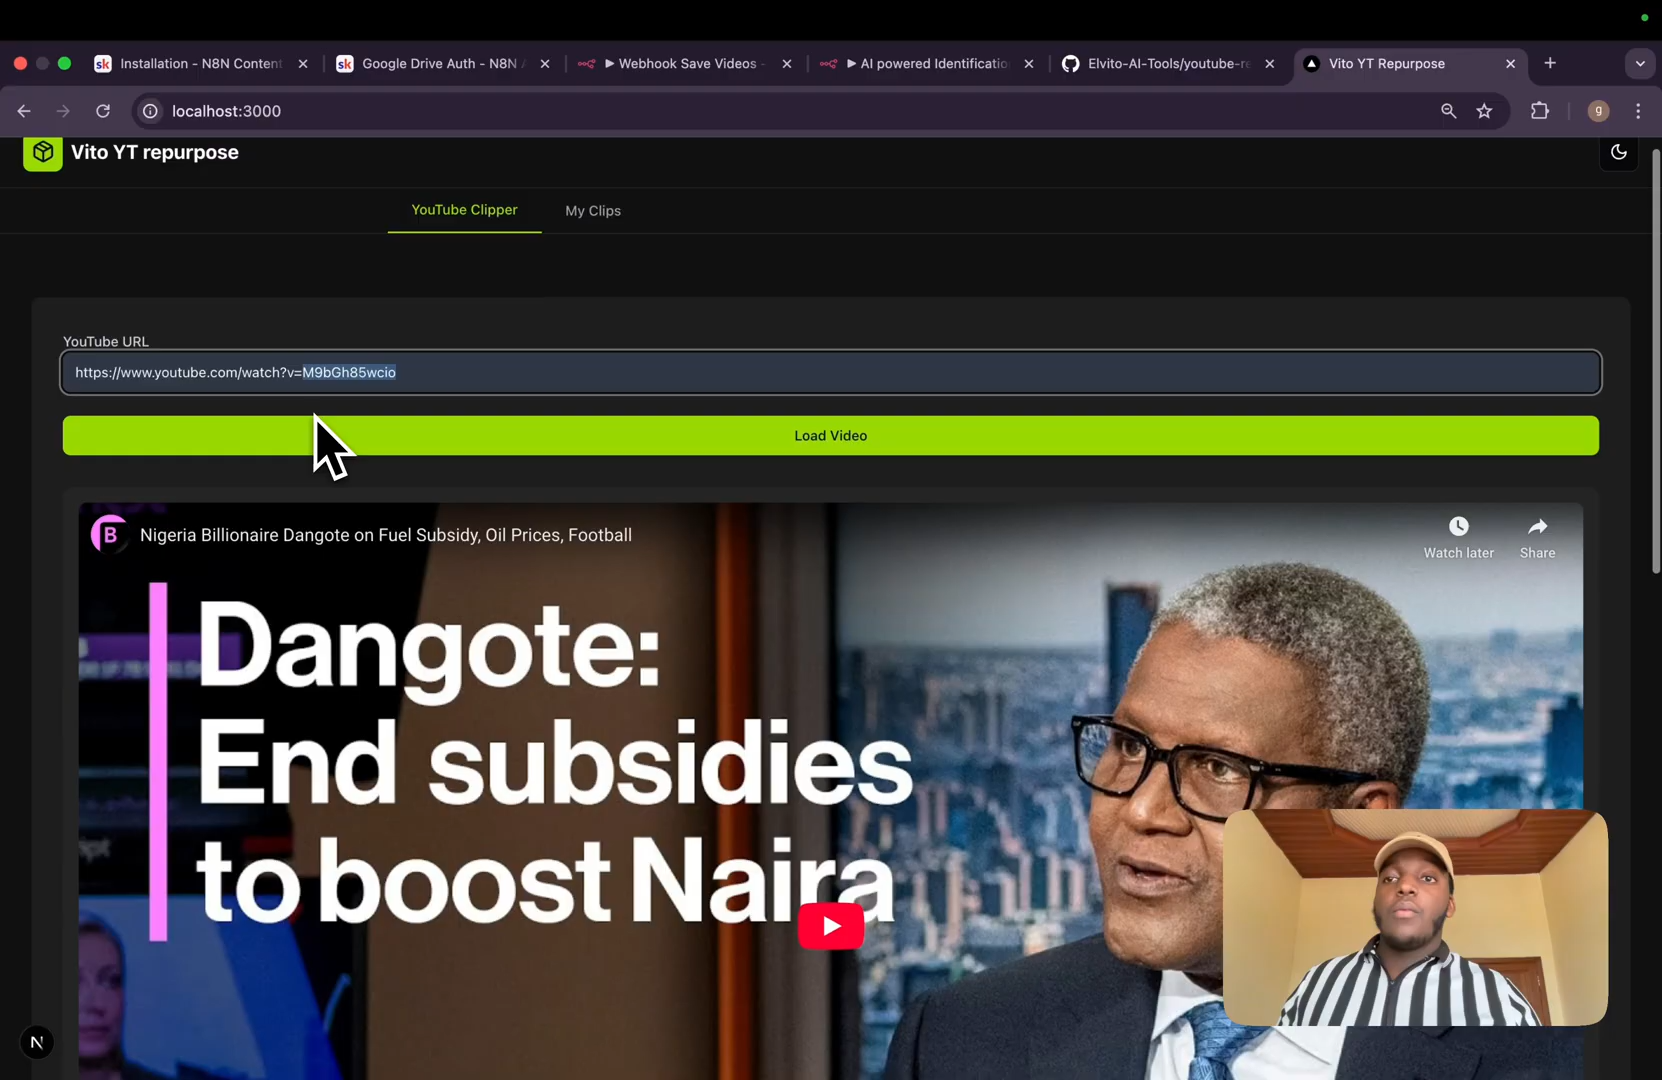 Installation - N8N Content
Google Drive Auth - N8N A
Webhook Save Videos -
AI powered Identificatio
Elvito-AI-Tools/youtube-re
Vito YT Repurpose
localhost:3000
g
Vito YT repurpose
YouTube Clipper
My Clips
YouTube URL
https://www.youtube.com/watch?v=M9bGh85wcio
Load Video
B
Nigeria Billionaire Dangote on Fuel Subsidy, Oil Prices, Football
Watch later
Share
Dangote:
End subsidies
to boost Naira
N